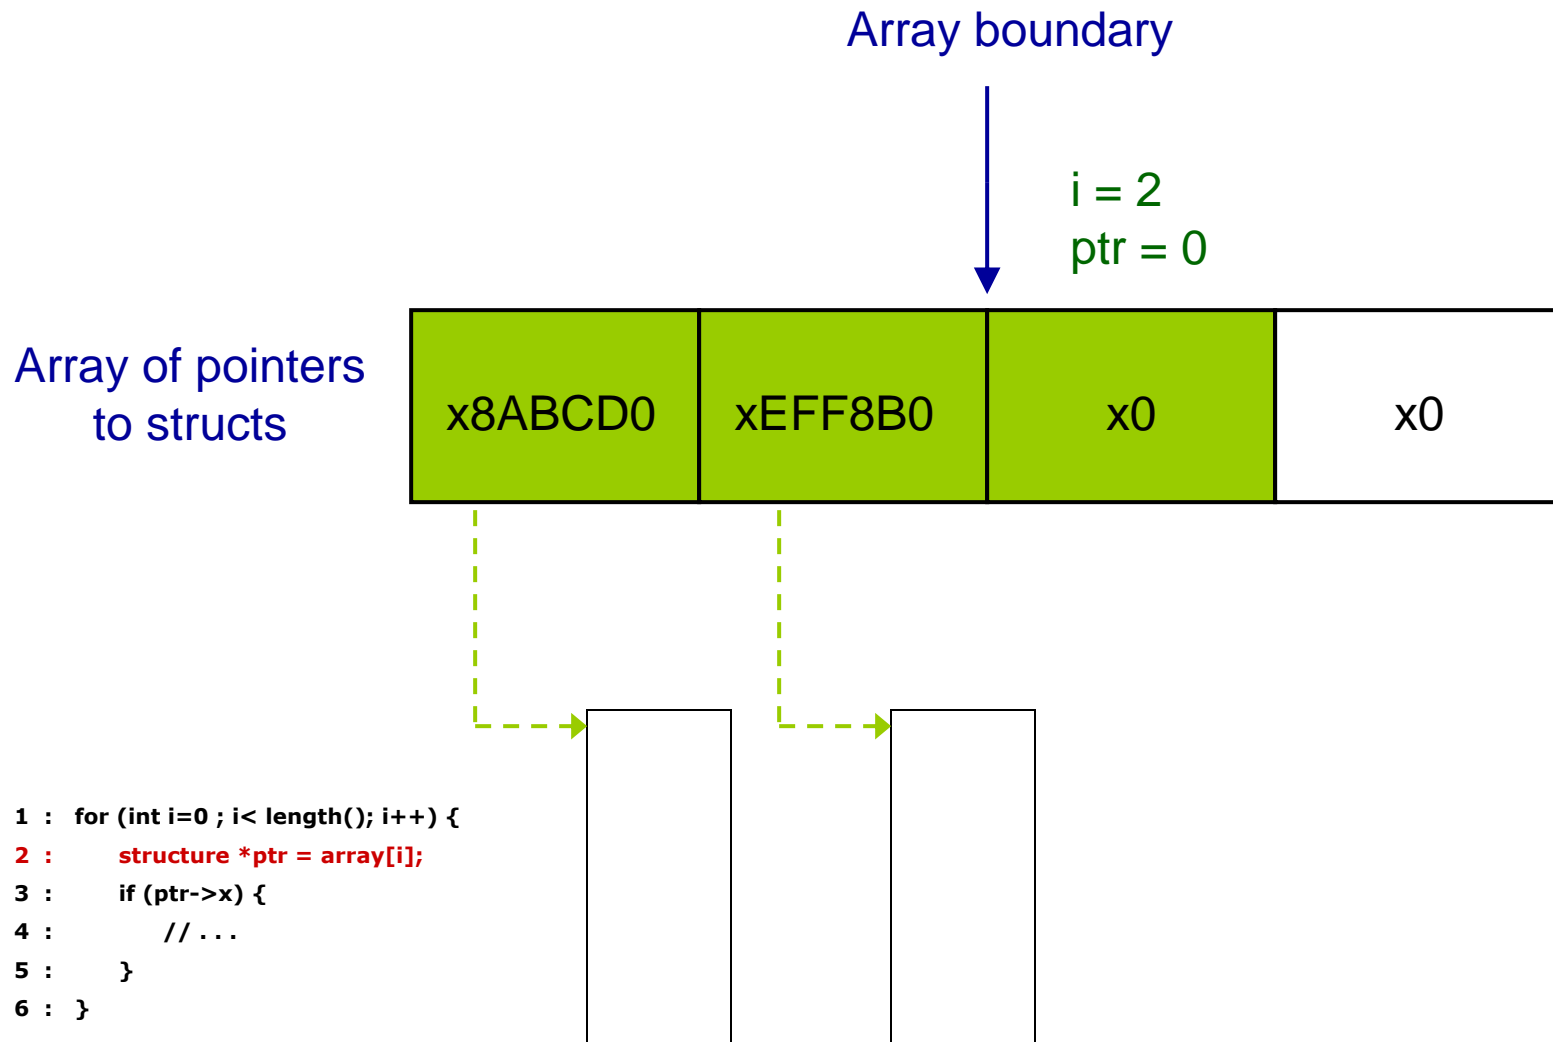 Array boundary
i = 2
ptr = 0
Array of pointers
to structs
x8ABCD0 xEFF8B0 x0 x0
1 : for (int i=0 ; i< length(); i++) {
2 : structure *ptr = array[i];
3 : if (ptr->x) {
4 : // . . .
5 : }
6 : }